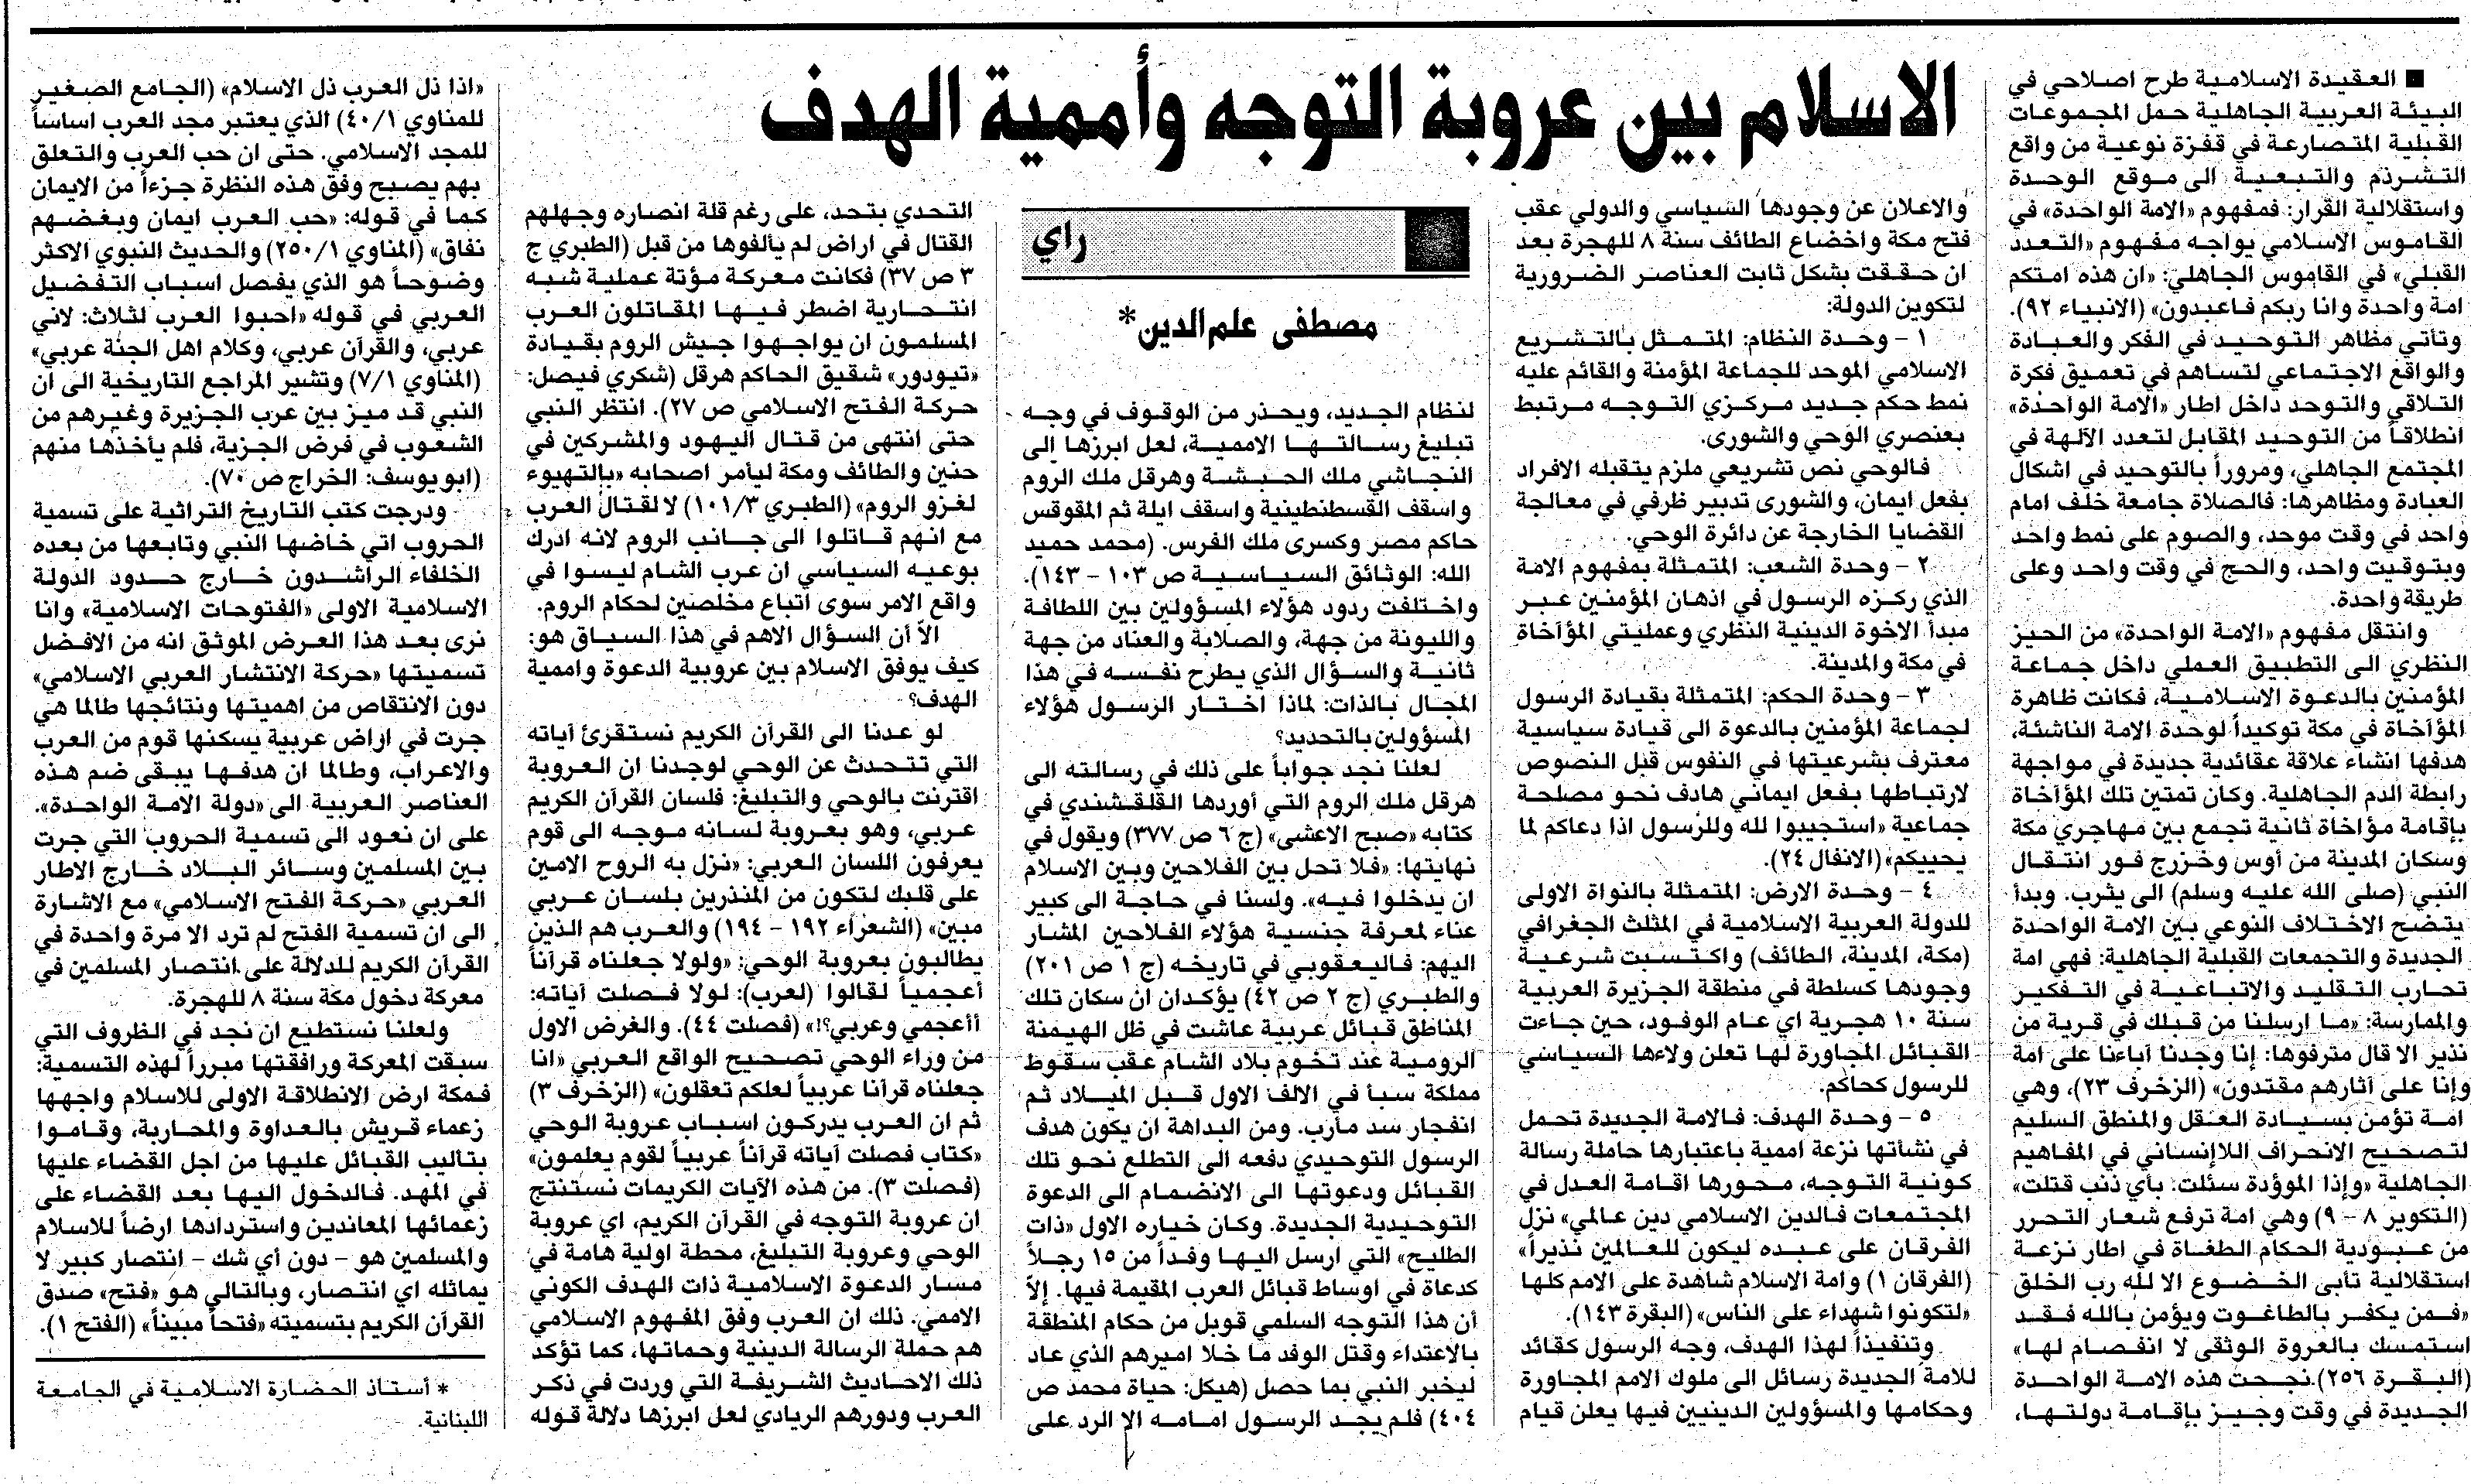 الاسلام بين عروبة التوجه وأممية الهدف
رأي
مصطفى علم الدين*
■ العقيدة الاسلامية طرح اصلاحي في
البيئة العربية الجاهلية حمل المجموعات
القبلية المتصارعة في قفزة نوعية من واقع
التشرذم والتبعية الى موقع الوحدة
واستقلالية القرار: فمفهوم «الامة الواحدة» في
القاموس الاسلامي يواجه مفهوم «التعدد
القبلي» في القاموس الجاهلي: «ان هذه امتكم
امة واحدة وانا ربكم فاعبدون» (الانبياء ٩٢).
وتأتي مظاهر التوحيد في الفكر والعبادة
والواقع الاجتماعي لتساهم في تعميق فكرة
التلاقي والتوحد داخل اطار «الامة الواحدة»
انطلاقاً من التوحيد المقابل لتعدد الآلهة في
المجتمع الجاهلي، ومروراً بالتوحيد في اشكال
العبادة ومظاهرها: فالصلاة جامعة خلف امام
واحد في وقت موحد، والصوم على نمط واحد
وبتوقيت واحد، والحج في وقت واحد وعلى
طريقة واحدة.
وانتقل مفهوم «الامة الواحدة» من الحيز
النظري الى التطبيق العملي داخل جماعة
المؤمنين بالدعوة الاسلامية، فكانت ظاهرة
المؤآخاة في مكة توكيداً لوحدة الامة الناشئة،
هدفها انشاء علاقة عقائدية جديدة في مواجهة
رابطة الدم الجاهلية. وكان تمتين تلك المؤآخاة
بإقامة مؤاخاة ثانية تجمع بين مهاجري مكة
وسكان المدينة من أوس وخزرج فور انتقال
النبي (صلى الله عليه وسلم) الى يثرب. وبدأ
يتضح الاختلاف النوعي بين الامة الواحدة
الجديدة والتجمعات القبلية الجاهلية: فهي امة
تحارب التقليد والاتباعية في التفكير
والممارسة: «ما ارسلنا من قبلك في قرية من
نذير الا قال مترفوها: إنا وجدنا آباءنا على امة
وإنا على آثارهم مقتدون» (الزخرف ٢٣)، وهي
امة تؤمن بسيادة العقل والمنطق السليم
لتصحيح الانحراف اللاإنساني في المفاهيم
الجاهلية «وإذا الموؤدة سئلت: بأي ذنب قتلت»
(التكوير ٨ - ٩) وهي امة ترفع شعار التحرر
من عبودية الحكام الطغاة في اطار نزعة
استقلالية تأبى الخضوع الا لله رب الخلق
«فمن يكفر بالطاغوت ويؤمن بالله فقد
استمسك بالعروة الوثقى لا انفصام لها»
(البقرة ٢٥٦). نجحت هذه الامة الواحدة
الجديدة في وقت وجيز بإقامة دولتها،
والاعلان عن وجودها السياسي والدولي عقب
فتح مكة واخضاع الطائف سنة ٨ للهجرة بعد
ان حققت بشكل ثابت العناصر الضرورية
لتكوين الدولة:
١ - وحدة النظام: المتمثل بالتشريع
الاسلامي الموحد للجماعة المؤمنة والقائم عليه
نمط حكم جديد مركزي التوجه مرتبط
بعنصري الوحي والشورى.
فالوحي نص تشريعي ملزم يتقبله الافراد
بفعل ايمان، والشورى تدبير ظرفي في معالجة
القضايا الخارجة عن دائرة الوحي.
٢ - وحدة الشعب: المتمثلة بمفهوم الامة
الذي ركزه الرسول في اذهان المؤمنين عبر
مبدأ الاخوة الدينية النظري وعمليتي المؤآخاة
في مكة والمدينة.
٣ - وحدة الحكم: المتمثلة بقيادة الرسول
لجماعة المؤمنين بالدعوة الى قيادة سياسية
معترف بشرعيتها في النفوس قبل النصوص
لارتباطها بفعل ايماني هادف نحو مصلحة
جماعية «استجيبوا لله وللرسول اذا دعاكم لما
يحييكم» (الانفال ٢٤).
٤ - وحدة الارض: المتمثلة بالنواة الاولى
للدولة العربية الاسلامية في المثلث الجغرافي
(مكة، المدينة، الطائف) واكتسبت شرعية
وجودها كسلطة في منطقة الجزيرة العربية
سنة ١٠ هجرية اي عام الوفود، حين جاءت
القبائل المجاورة لها تعلن ولاءها السياسي
للرسول كحاكم.
٥ - وحدة الهدف: فالامة الجديدة تحمل
في نشأتها نزعة اممية باعتبارها حاملة رسالة
كونية التوجه، محورها اقامة العدل في
المجتمعات فالدين الاسلامي دين عالمي» نزل
الفرقان على عبده ليكون للعالمين نذيراً»
(الفرقان ١) وامة الاسلام شاهدة على الامم كلها
«لتكونوا شهداء على الناس» (البقرة ١٤٣).
وتنفيذاً لهذا الهدف، وجه الرسول كقائد
للامة الجديدة رسائل الى ملوك الامم المجاورة
وحكامها والمسؤولين الدينيين فيها يعلن قيام
لنظام الجديد، ويحذر من الوقوف في وجه
تبليغ رسالتها الاممية، لعل ابرزها الى
النجاشي ملك الحبشة وهرقل ملك الروم
واسقف القسطنطينية واسقف ايلة ثم المقوقس
حاكم مصر وكسرى ملك الفرس. (محمد حميد
الله: الوثائق السياسية ص ١٠٣ - ١٤٣).
واختلفت ردود هؤلاء المسؤولين بين اللطافة
والليونة من جهة، والصلابة والعناد من جهة
ثانية والسؤال الذي يطرح نفسه في هذا
المجال بالذات: لماذا اختار الرسول هؤلاء
المسؤولين بالتحديد؟
لعلنا نجد جواباً على ذلك في رسالته الى
هرقل ملك الروم التي أوردها القلقشندي في
كتابه «صبح الاعشى» (ج ٦ ص ٣٧٧) ويقول في
نهايتها: «فلا تحل بين الفلاحين وبين الاسلام
ان يدخلوا فيه». ولسنا في حاجة الى كبير
عناء لمعرفة جنسية هؤلاء الفلاحين المشار
اليهم: فاليعقوبي في تاريخه (ج ١ ص ٢٠١)
والطبري (ج ٢ ص ٤٢) يؤكدان ان سكان تلك
المناطق قبائل عربية عاشت في ظل الهيمنة
الرومية عند تخوم بلاد الشام عقب سقوط
مملكة سبأ في الالف الاول قبل الميلاد ثم
انفجار سد مأرب. ومن البداهة ان يكون هدف
الرسول التوحيدي دفعه الى التطلع نحو تلك
القبائل ودعوتها الى الانضمام الى الدعوة
التوحيدية الجديدة. وكان خياره الاول «ذات
الطليح» التي ارسل اليها وفداً من ١٥ رجلاً
كدعاة في اوساط قبائل العرب المقيمة فيها. إلاّ
أن هذا التوجه السلمي قوبل من حكام المنطقة
بالاعتداء وقتل الوفد ما خلا اميرهم الذي عاد
ليخبر النبي بما حصل (هيكل: حياة محمد ص
٤٠٤) فلم يجد الرسول امامه الا الرد على
التحدي بتحد، على رغم قلة انصاره وجهلهم
القتال في اراض لم يألفوها من قبل (الطبري ج
٣ ص ٣٧) فكانت معركة مؤتة عملية شبه
انتحارية اضطر فيها المقاتلون العرب
المسلمون ان يواجهوا جيش الروم بقيادة
«تيودور» شقيق الحاكم هرقل (شكري فيصل:
حركة الفتح الاسلامي ص ٢٧). انتظر النبي
حتى انتهى من قتال اليهود والمشركين في
حنين والطائف ومكة ليأمر اصحابه «بالتهيوء
لغزو الروم» (الطبري ١٠١/٣) لا لقتال العرب
مع انهم قاتلوا الى جانب الروم لانه ادرك
بوعيه السياسي ان عرب الشام ليسوا في
واقع الامر سوى أتباع مخلصين لحكام الروم.
الاّ أن السؤال الاهم في هذا السياق هو:
كيف يوفق الاسلام بين عروبية الدعوة واممية
الهدف؟
لو عدنا الى القرآن الكريم نستقرئ آياته
التي تتحدث عن الوحي لوجدنا ان العروبة
اقترنت بالوحي والتبليغ: فلسان القرآن الكريم
عربي، وهو بعروبة لسانه موجه الى قوم
يعرفون اللسان العربي: «نزل به الروح الامين
على قلبك لتكون من المنذرين بلسان عربي
مبين» (الشعراء ١٩٢ - ١٩٤) والعرب هم الذين
يطالبون بعروبة الوحي: «ولولا جعلناه قرآناً
أعجمياً لقالوا (لعرب): لولا فصلت آياته:
أأعجمي وعربي؟!» (فصلت ٤٤). والغرض الاول
من وراء الوحي تصحيح الواقع العربي «انا
جعلناه قرآنا عربياً لعلكم تعقلون» (الزخرف ٣)
ثم ان العرب يدركون اسباب عروبة الوحي
«كتاب فصلت آياته قرآناً عربياً لقوم يعلمون»
(فصلت ٣). من هذه الآيات الكريمات نستنتج
ان عروبة التوجه في القرآن الكريم، اي عروبة
الوحي وعروبة التبليغ، محطة اولية هامة في
مسار الدعوة الاسلامية ذات الهدف الكوني
الاممي. ذلك ان العرب وفق المفهوم الاسلامي
هم حملة الرسالة الدينية وحماتها، كما تؤكد
ذلك الاحاديث الشريفة التي وردت في ذكر
العرب ودورهم الريادي لعل ابرزها دلالة قوله
«اذا ذل العرب ذل الاسلام» (الجامع الصغير
للمناوي ٤٠/١) الذي يعتبر مجد العرب اساساً
للمجد الاسلامي. حتى ان حب العرب والتعلق
بهم يصبح وفق هذه النظرة جزءاً من الايمان
كما في قوله: «حب العرب ايمان وبغضهم
نفاق» (المناوي ٢٥٠/١) والحديث النبوي الاكثر
وضوحاً هو الذي يفصل اسباب التفضيل
العربي في قوله «احبوا العرب لثلاث: لاني
عربي، والقرآن عربي، وكلام اهل الجنة عربي»
(المناوي ٧/١) وتشير المراجع التاريخية الى ان
النبي قد ميز بين عرب الجزيرة وغيرهم من
الشعوب في فرض الجزية، فلم يأخذها منهم
(ابو يوسف: الخراج ص ٧٠).
ودرجت كتب التاريخ التراثية على تسمية
الحروب اتي خاضها النبي وتابعها من بعده
الخلفاء الراشدون خارج حدود الدولة
الاسلامية الاولى «الفتوحات الاسلامية» وانا
نرى بعد هذا العرض الموثق انه من الافضل
تسميتها «حركة الانتشار العربي الاسلامي»
دون الانتقاص من اهميتها ونتائجها طالما هي
جرت في اراض عربية يسكنها قوم من العرب
والاعراب، وطالما ان هدفها يبقى ضم هذه
العناصر العربية الى «دولة الامة الواحدة».
على ان نعود الى تسمية الحروب التي جرت
بين المسلمين وسائر البلاد خارج الاطار
العربي «حركة الفتح الاسلامي» مع الاشارة
الى ان تسمية الفتح لم ترد الا مرة واحدة في
القرآن الكريم للدلالة على انتصار المسلمين في
معركة دخول مكة سنة ٨ للهجرة.
ولعلنا نستطيع ان نجد في الظروف التي
سبقت المعركة ورافقتها مبرراً لهذه التسمية:
فمكة ارض الانطلاقة الاولى للاسلام واجهها
زعماء قريش بالعداوة والمحاربة، وقاموا
بتأليب القبائل عليها من اجل القضاء عليها
في المهد. فالدخول اليها بعد القضاء على
زعمائها المعاندين واستردادها ارضاً للاسلام
والمسلمين هو - دون أي شك - انتصار كبير لا
يماثله اي انتصار، وبالتالي هو «فتح» صدق
القرآن الكريم بتسميته «فتحاً مبيناً» (الفتح ١).
* أستاذ الحضارة الاسلامية في الجامعة
اللبنانية.